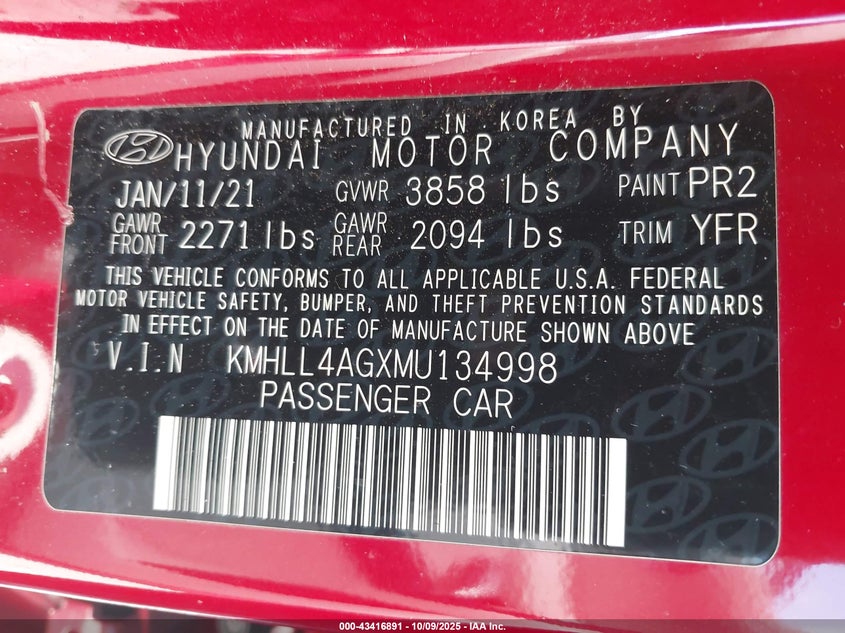 MANUFACTURED IN KOREA BY
HYUNDAI MOTOR COMPANY
JAN/11/21 GVWR 3858 lbs PAINT PR2
GAWR FRONT 2271 lbs GAWR REAR 2094 lbs TRIM YFR
THIS VEHICLE CONFORMS TO ALL APPLICABLE U.S.A. FEDERAL
MOTOR VEHICLE SAFETY, BUMPER, AND THEFT PREVENTION STANDARDS
IN EFFECT ON THE DATE OF MANUFACTURE SHOWN ABOVE
V.I.N KMHLL4AGXMU134998
PASSENGER CAR
000-43416891 - 10/09/2025 - IAA Inc.